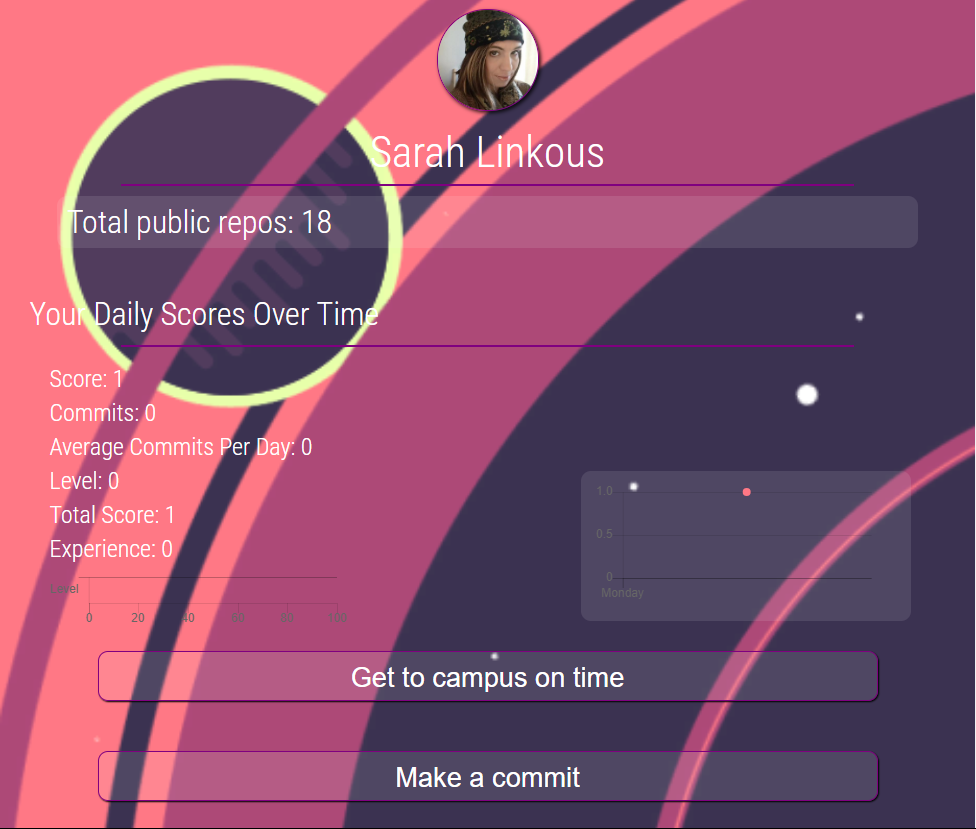 Sarah Linkous
Total public repos: 18
Your Daily Scores Over Time
Score: 1
Commits: 0
Average Commits Per Day: 0
Level: 0
Total Score: 1
Experience: 0
Level
0 20 40 60 80 100
1.0
0.5
0
Monday
Get to campus on time
Make a commit